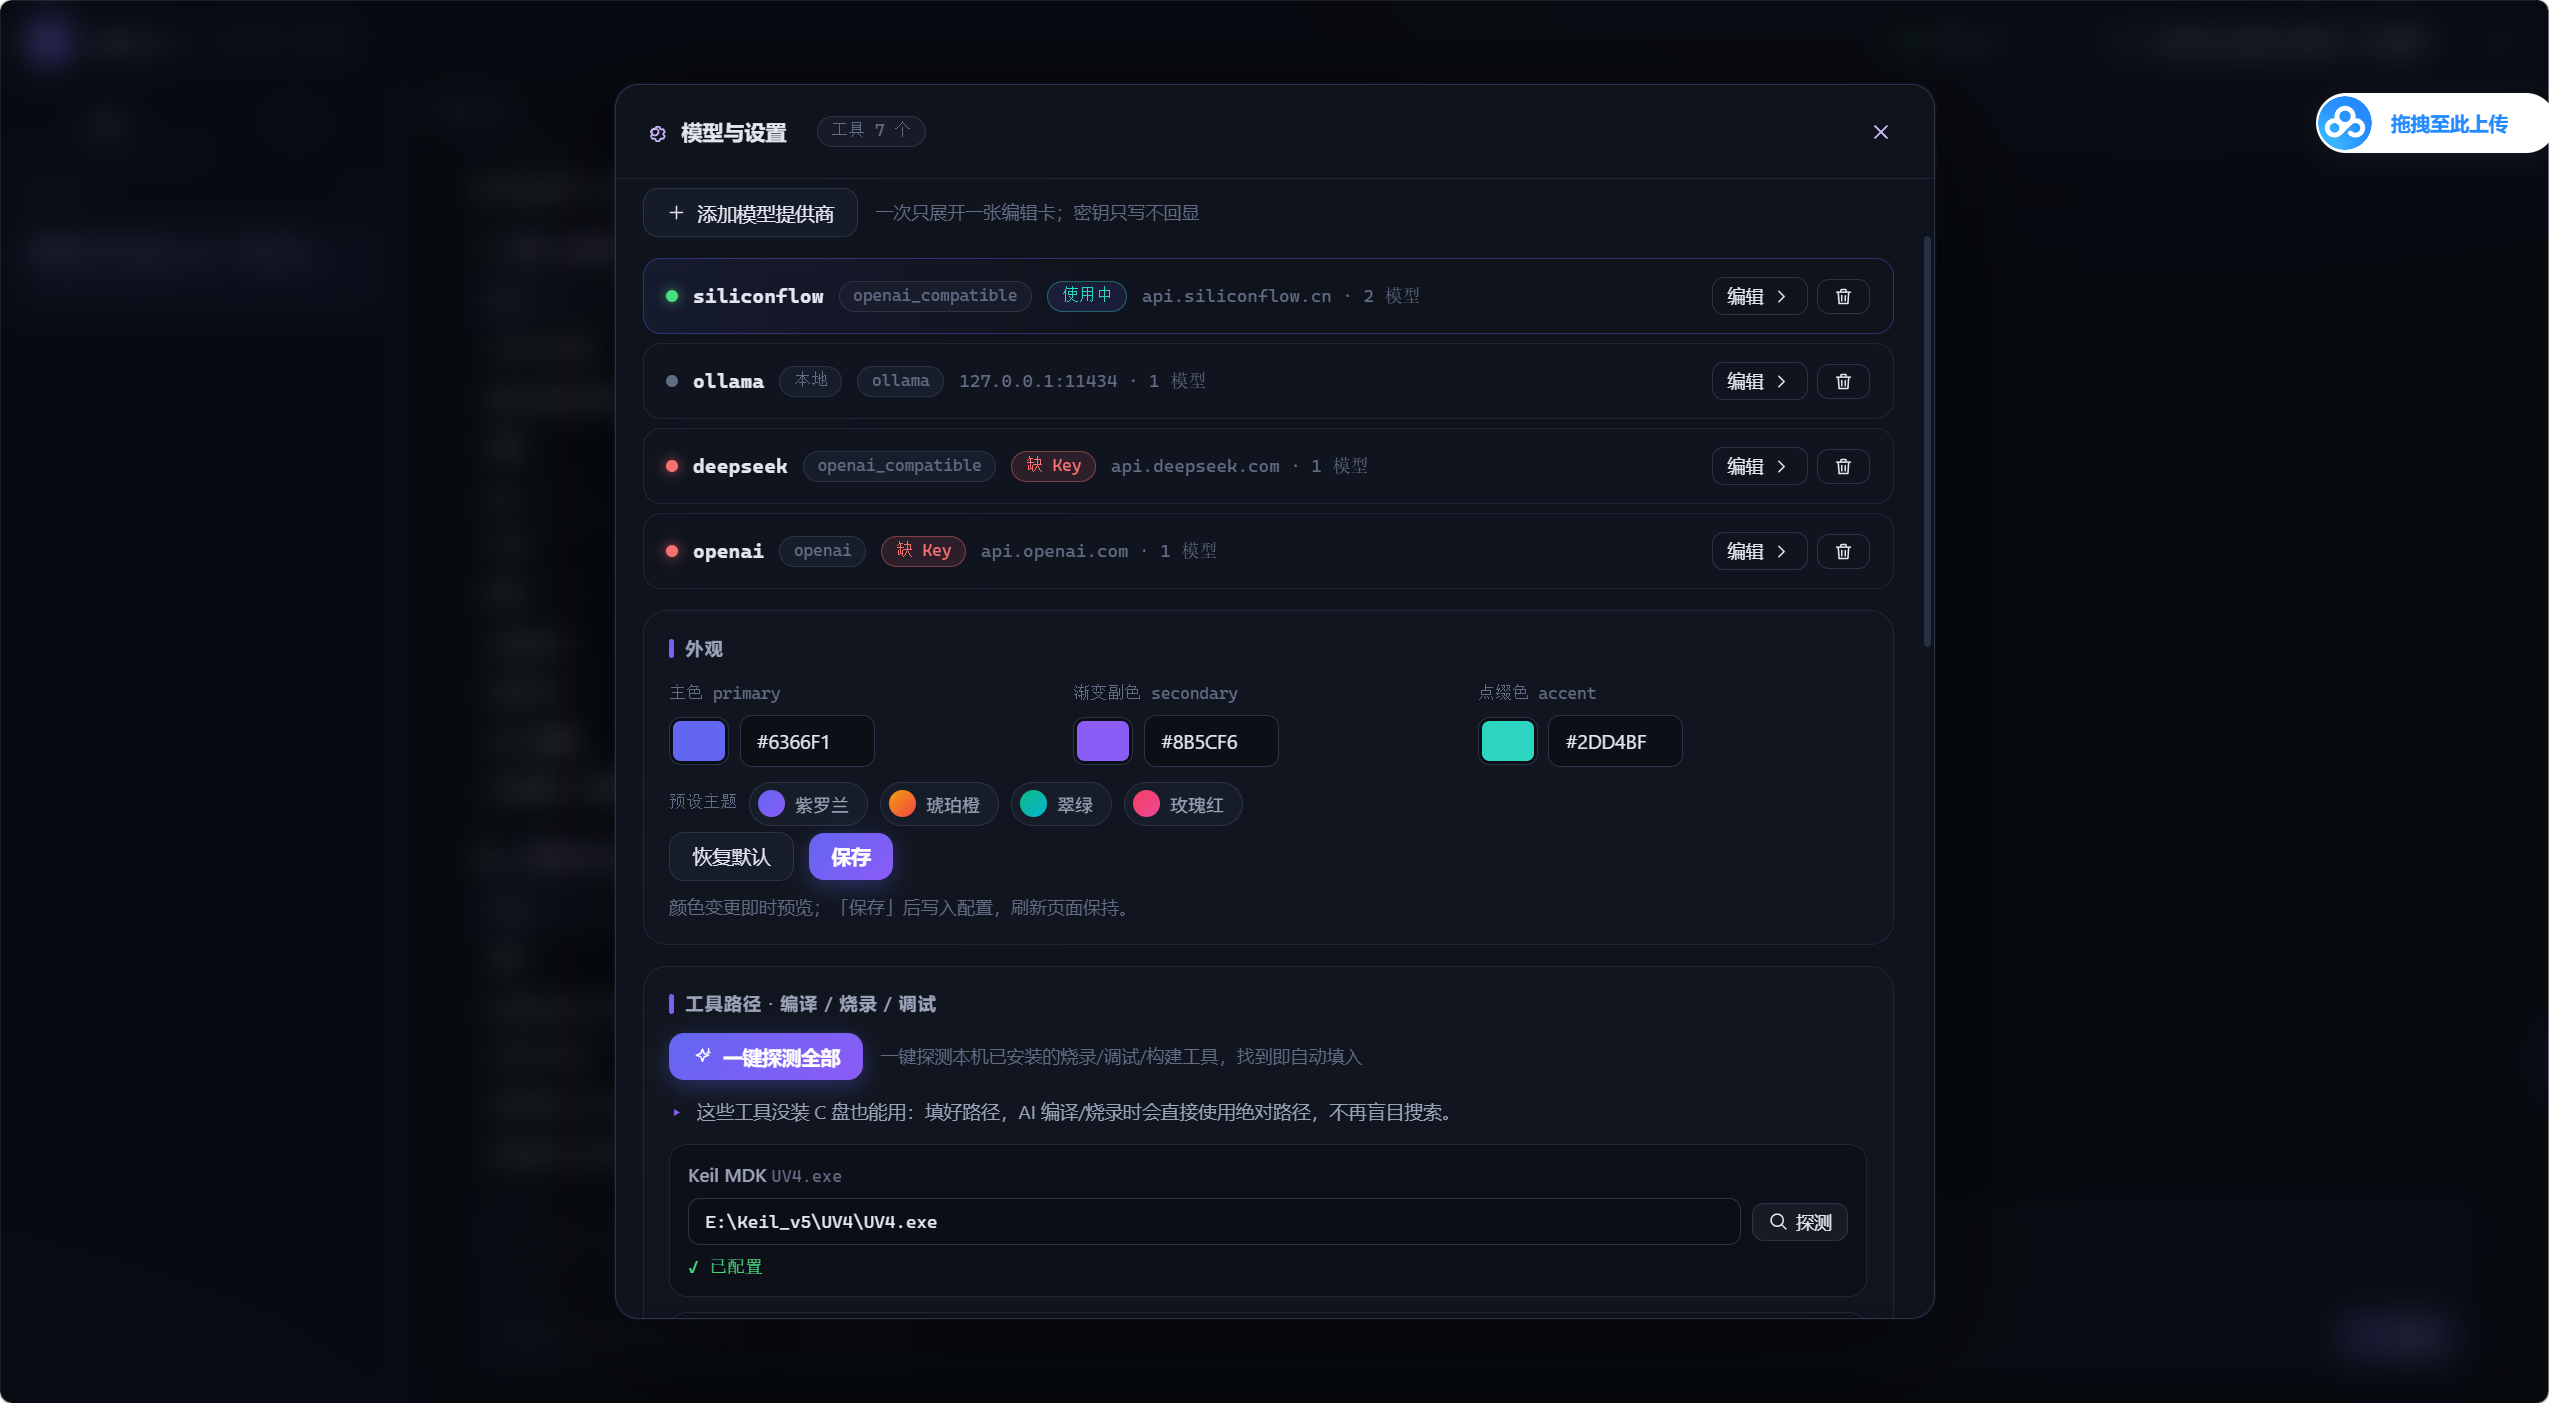 模型与设置 工具 7 个
拖拽至此上传
添加模型提供商 一次只展开一张编辑卡；密钥只写不回显
siliconflow openai_compatible 使用中 api.siliconflow.cn · 2 模型 编辑
ollama 本地 ollama 127.0.0.1:11434 · 1 模型 编辑
deepseek openai_compatible 缺 Key api.deepseek.com · 1 模型 编辑
openai openai 缺 Key api.openai.com · 1 模型 编辑
外观
主色 primary 渐变副色 secondary 点缀色 accent
#6366F1 #8B5CF6 #2DD4BF
预设主题 紫罗兰 琥珀橙 翠绿 玫瑰红
恢复默认 保存
颜色变更即时预览；「保存」后写入配置，刷新页面保持。
工具路径 · 编译 / 烧录 / 调试
一键探测全部 一键探测本机已安装的烧录/调试/构建工具，找到即自动填入
这些工具没装 C 盘也能用：填好路径，AI 编译/烧录时会直接使用绝对路径，不再盲目搜索。
Keil MDK UV4.exe
E:\Keil_v5\UV4\UV4.exe 探测
✓ 已配置